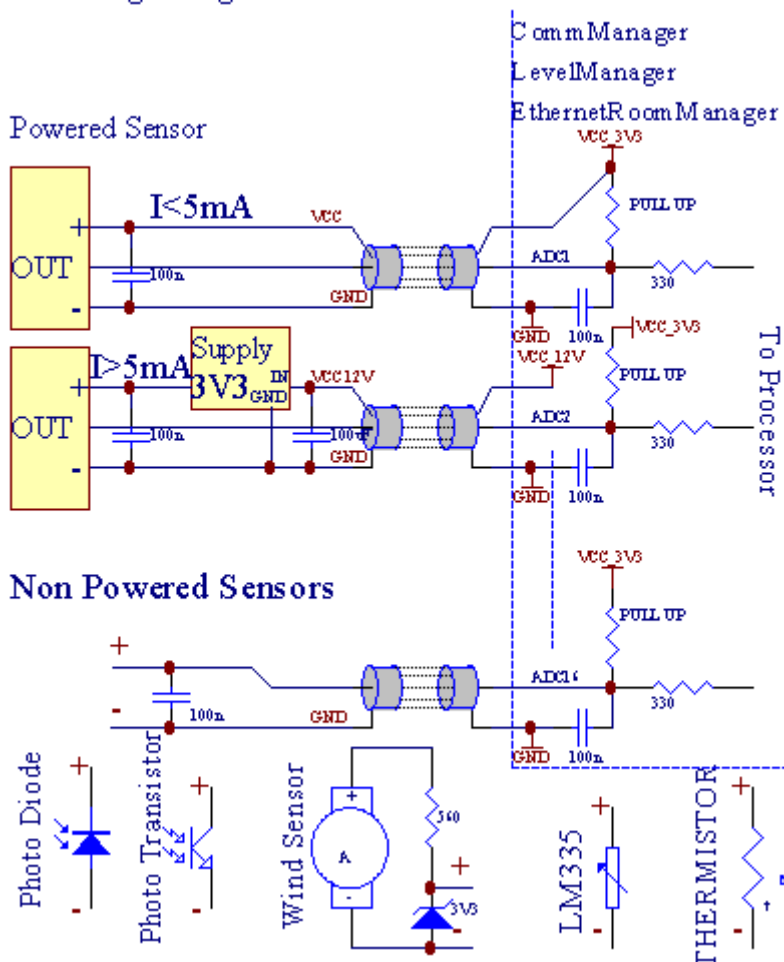 CommManager
LevelManager
EthernetRoomManager
Powered Sensor
VCC_3V3
+
I<5mA
VCC
PULL UP
OUT
100n
ADC1
330
-
GND
GND
100n
VCC_3V3
To Processor
Supply
3V3
IN
GND
I>5mA
+
VCC12V
VCC_12V
PULL UP
OUT
100n
ADC2
330
-
GND
GND
100n
Non Powered Sensors
VCC_3V3
PULL UP
+
-
100n
GND
ADC16
330
GND
100n
Photo Diode
+
-
Photo Transistor
+
-
Wind Sensor
+
A
-
560
+
3V3
-
LM335
+
-
THERMISTOR
+
-